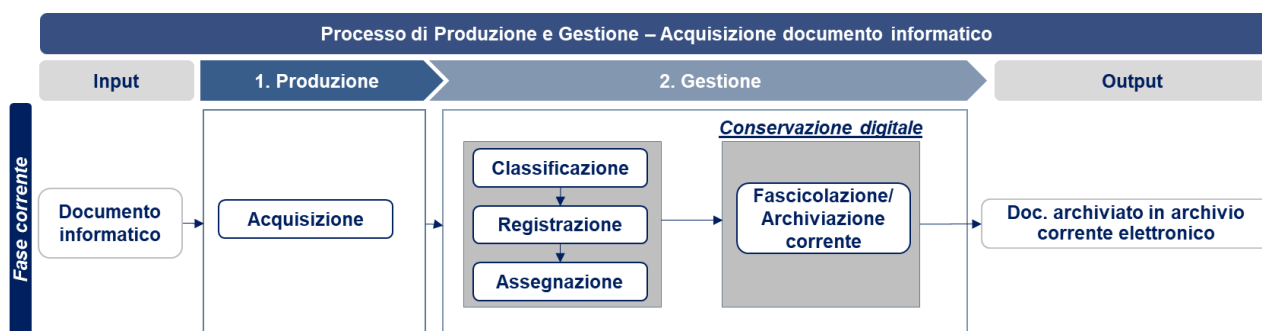 Processo di Produzione e Gestione – Acquisizione documento informatico
Input
1. Produzione
2. Gestione
Output
Fase corrente
Documento
informatico
Acquisizione
Classificazione
Registrazione
Assegnazione
Conservazione digitale
Fascicolazione/
Archiviazione
corrente
Doc. archiviato in archivio
corrente elettronico